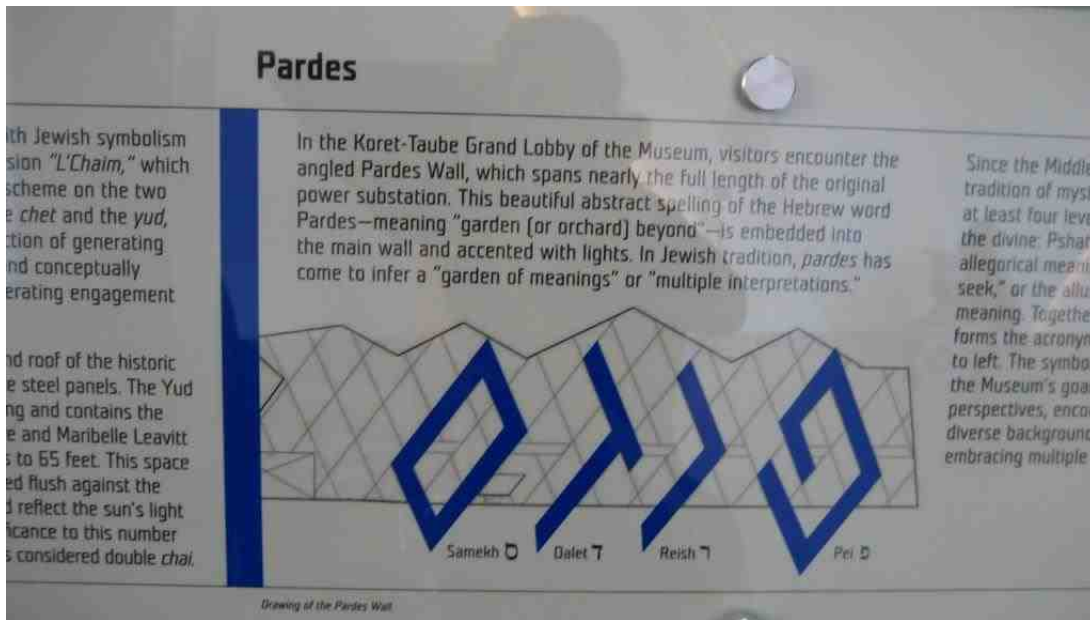 Pardes
ith Jewish symbolism
sion "L'Chaim," which
scheme on the two
e chet and the yud,
ction of generating
nd conceptually
erating engagement
nd roof of the historic
e steel panels. The Yud
ng and contains the
e and Maribelle Leavitt
s to 65 feet. This space
ed flush against the
d reflect the sun's light
ficance to this number
s considered double chai.
In the Koret-Taube Grand Lobby of the Museum, visitors encounter the
angled Pardes Wall, which spans nearly the full length of the original
power substation. This beautiful abstract spelling of the Hebrew word
Pardes—meaning "garden (or orchard) beyond"—is embedded into
the main wall and accented with lights. In Jewish tradition, pardes has
come to infer a "garden of meanings" or "multiple interpretations."
Samekh ס Dalet ד Reish ר Pei פ
Drawing of the Pardes Wall
Since the Middle
tradition of mys
at least four leve
the divine: Pshat
allegorical meani
seek," or the allu
meaning. Togethe
forms the acronym
to left. The symbo
the Museum's goa
perspectives, enco
diverse background
embracing multiple